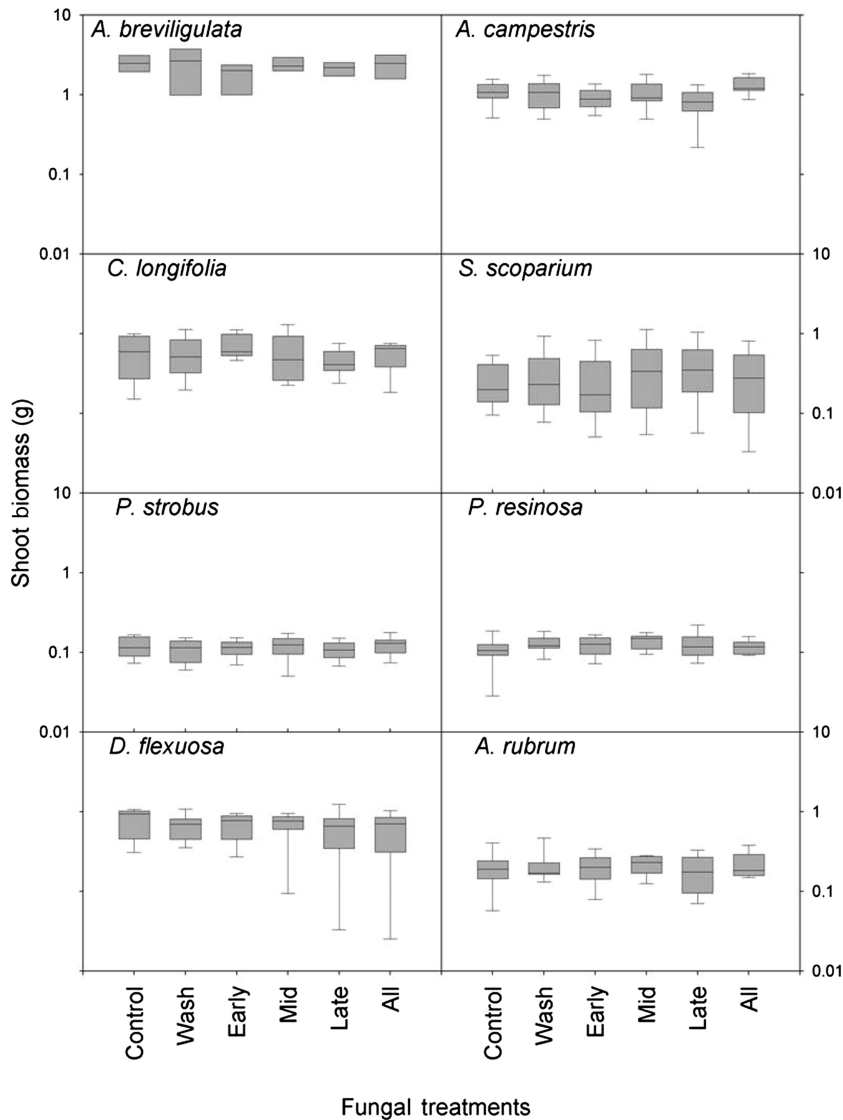 10
A. breviligulata
A. campestris
1
0.1
0.01
10
C. longifolia
S. scoparium
1
0.1
10
0.01
P. strobus
P. resinosa
1
0.1
0.01
10
D. flexuosa
A. rubrum
1
0.1
0.01
Shoot biomass (g)
Control
Wash
Early
Mid
Late
All
Control
Wash
Early
Mid
Late
All
Fungal treatments